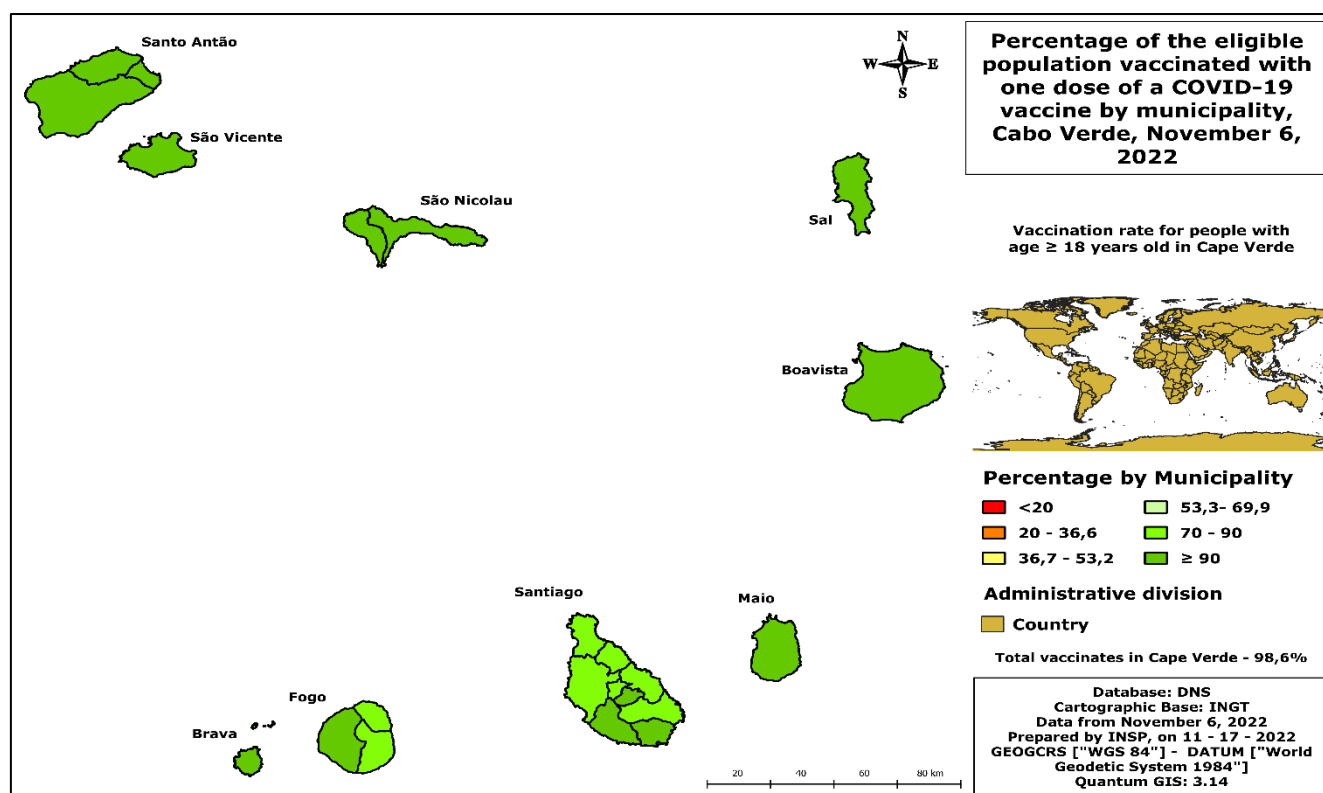 Percentage of the eligible
population vaccinated with
one dose of a COVID-19
vaccine by municipality,
Cabo Verde, November 6,
2022
Santo Antão
São Vicente
São Nicolau
Sal
Boavista
Santiago
Maio
Fogo
Brava
N
W
E
S
Vaccination rate for people with
age ≥ 18 years old in Cape Verde
Percentage by Municipality
<20
20 - 36,6
36,7 - 53,2
53,3- 69,9
70 - 90
≥ 90
Administrative division
Country
Total vaccinates in Cape Verde - 98,6%
Database: DNS
Cartographic Base: INGT
Data from November 6, 2022
Prepared by INSP, on 11 - 17 - 2022
GEOGCRS ["WGS 84"] - DATUM ["World
Geodetic System 1984"]
Quantum GIS: 3.14
20 40 60 80 km